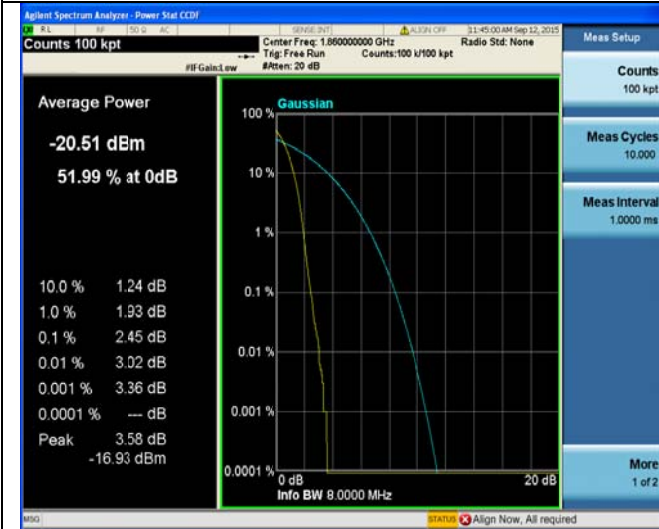 Agilent Spectrum Analyzer - Power Stat CCDF
RL RF 50 Ω AC SENSE:INT ALIGN OFF 11:45:00 AM Sep 12, 2015
Counts 100 kpt
Center Freq: 1.860000000 GHz Radio Std: None
Trig: Free Run Counts:100 k/100 kpt
#IFGain:Low #Atten: 20 dB
Meas Setup
Counts
100 kpt
Meas Cycles
10.000
Meas Interval
1.0000 ms
More
1 of 2
Average Power
-20.51 dBm
51.99 % at 0dB
10.0 % 1.24 dB
1.0 % 1.93 dB
0.1 % 2.45 dB
0.01 % 3.02 dB
0.001 % 3.36 dB
0.0001 % --- dB
Peak 3.58 dB
-16.93 dBm
Gaussian
100 %
10 %
1 %
0.1 %
0.01 %
0.001 %
0.0001 %
0 dB 20 dB
Info BW 8.0000 MHz
MSG STATUS Align Now, All required